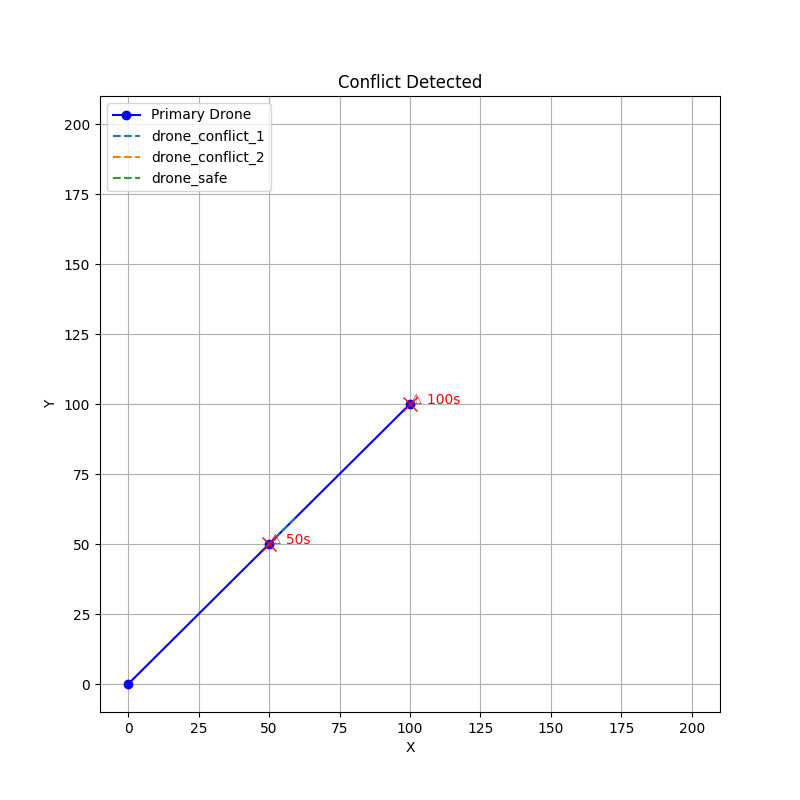 Conflict Detected
Primary Drone
drone_conflict_1
drone_conflict_2
drone_safe
200
175
150
125
Y
100
75
50
25
0
⚠ 100s
⚠ 50s
0 25 50 75 100 125 150 175 200
X